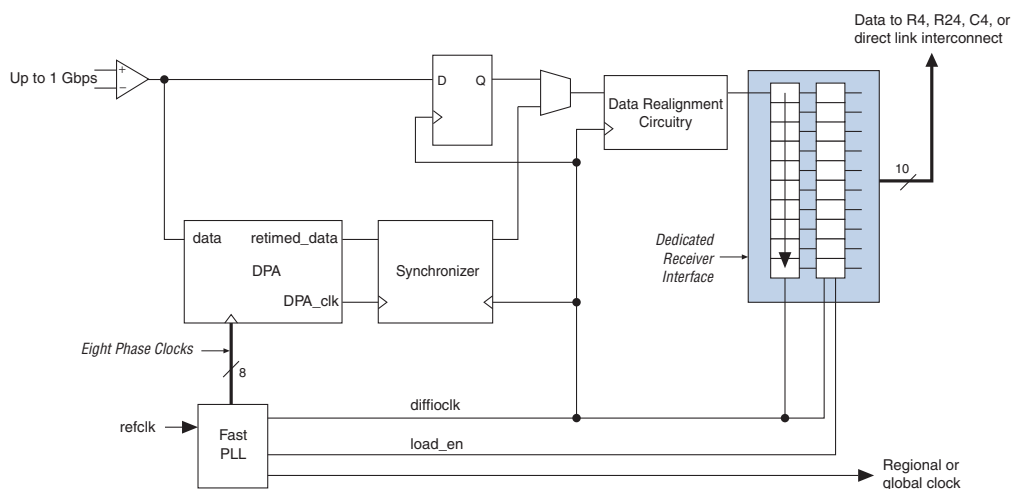 Data to R4, R24, C4, or
direct link interconnect
Up to 1 Gbps
+
−
D
Q
Data Realignment
Circuitry
10
data
retimed_data
DPA
DPA_clk
Synchronizer
Dedicated
Receiver
Interface
Eight Phase Clocks
8
refclk
Fast
PLL
diffioclk
load_en
Regional or
global clock